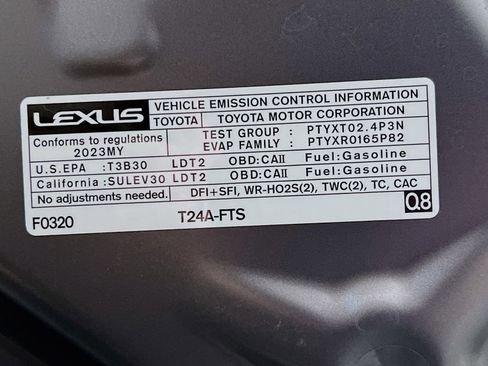 LEXUS VEHICLE EMISSION CONTROL INFORMATION
TOYOTA TOYOTA MOTOR CORPORATION
Conforms to regulations TEST GROUP : PTYXT02.4P3N
2023MY EVAP FAMILY : PTYXR0165P82
U.S.EPA :T3B30 LDT2 OBD:CAII Fuel:Gasoline
California:SULEV30 LDT2 OBD:CAII Fuel:Gasoline
No adjustments needed. DFI+SFI, WR-HO2S(2), TWC(2), TC, CAC
F0320 T24A-FTS Q8